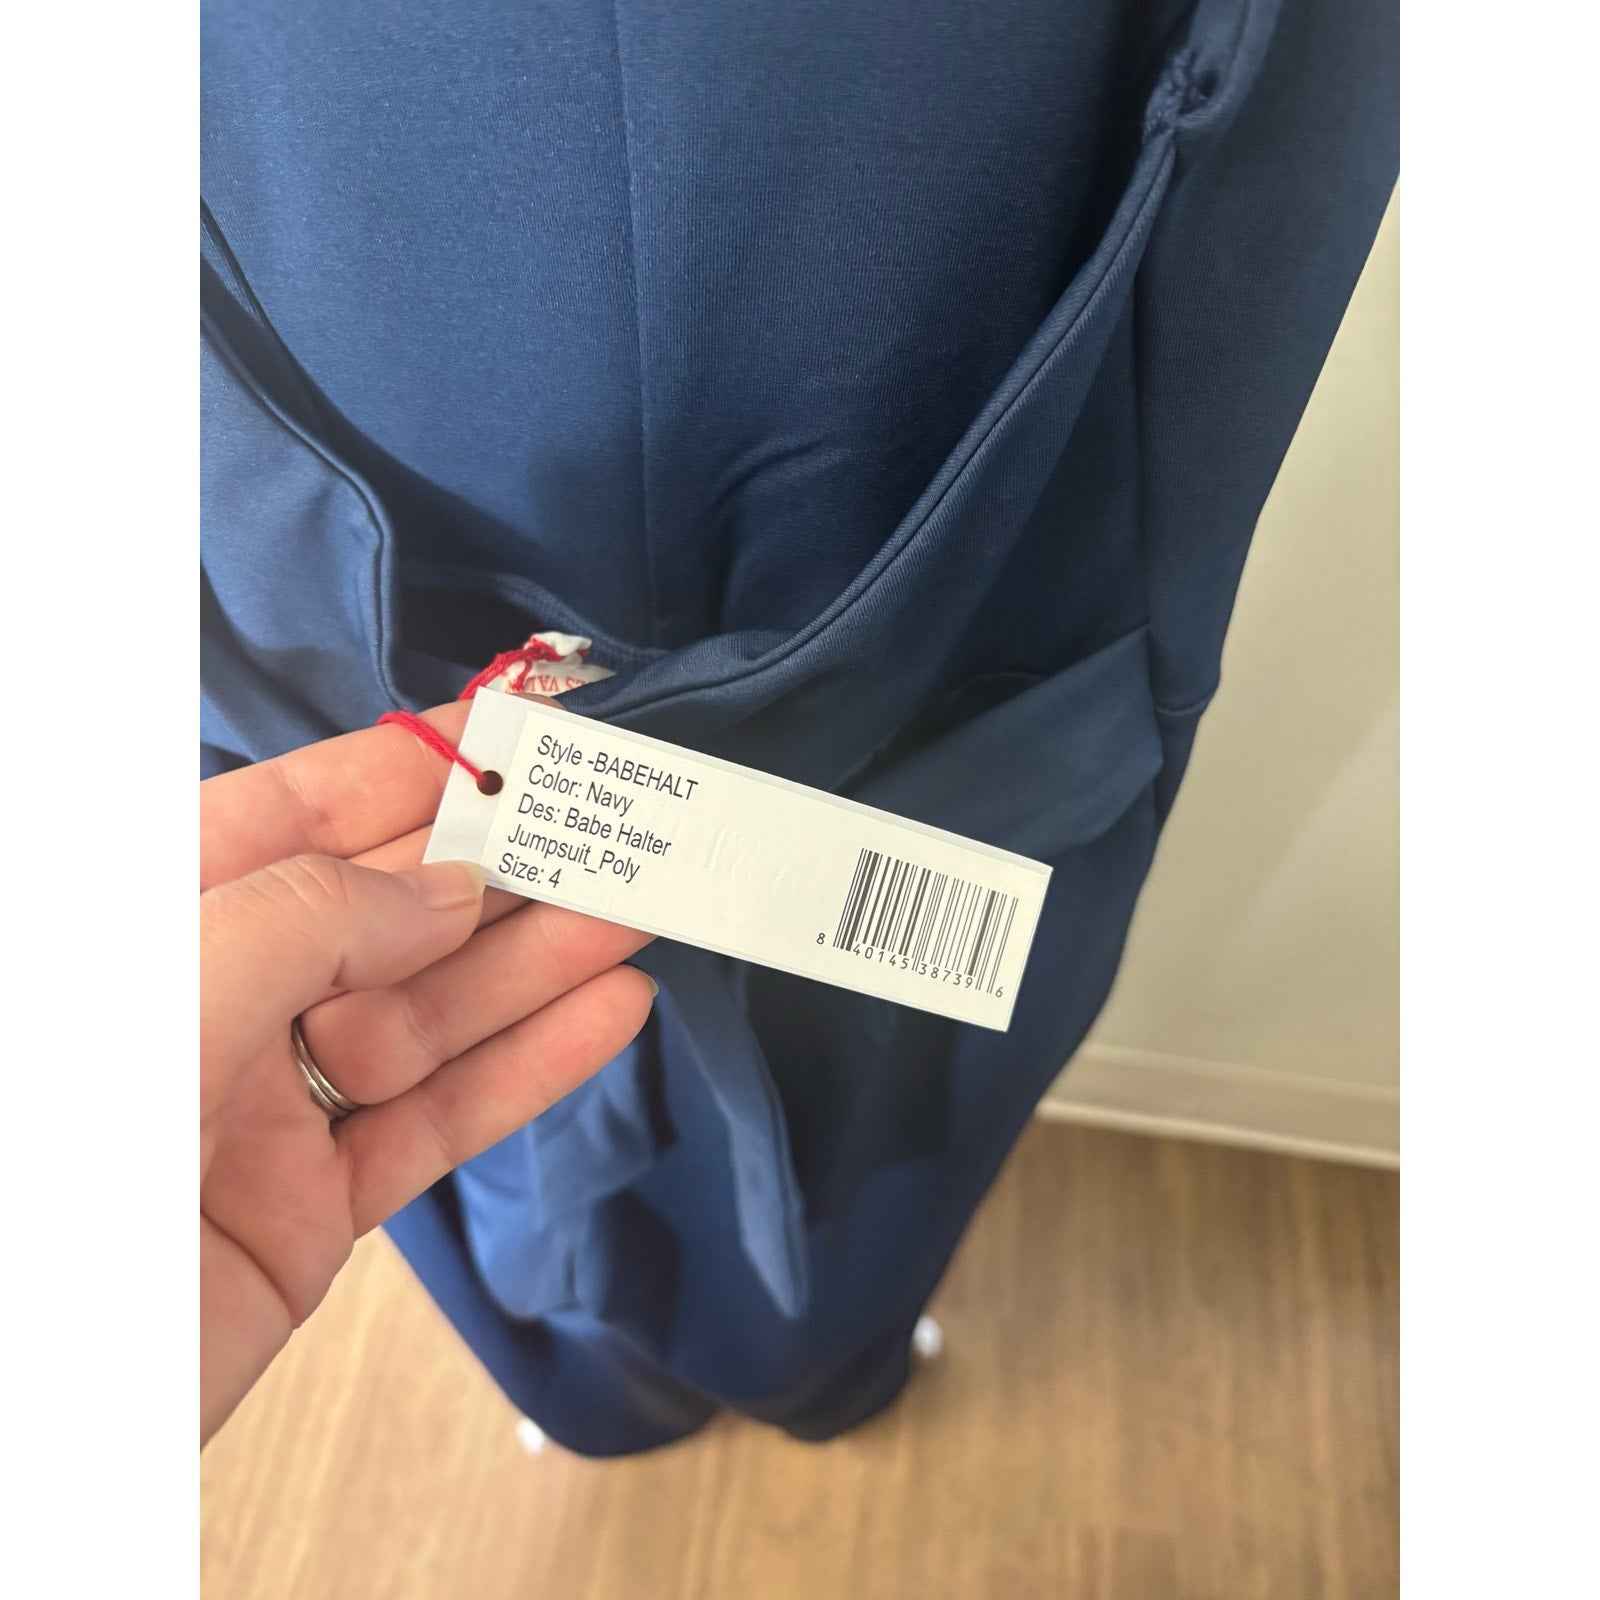 Style -BABEHALT
Color: Navy
Des: Babe Halter
Jumpsuit_Poly
Size: 4
8 40145 38739 6